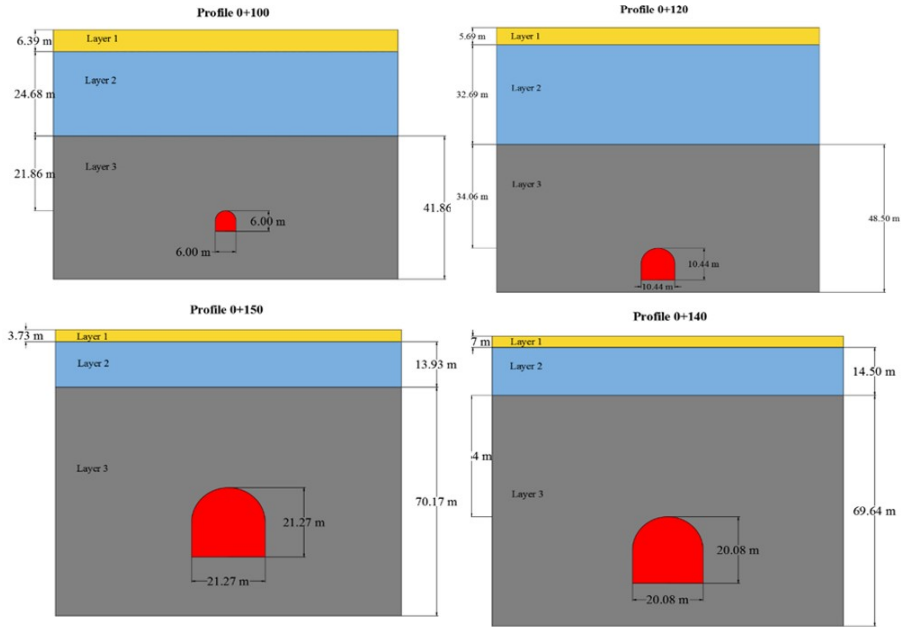 Profile 0+100
6.39 m
Layer 1
24.68 m
Layer 2
21.86 m
Layer 3
41.86
6.00 m
6.00 m
Profile 0+120
5.69 m
Layer 1
32.69 m
Layer 2
34.06 m
Layer 3
48.50 m
10.44 m
10.44 m
Profile 0+150
3.73 m
Layer 1
Layer 2
13.93 m
Layer 3
70.17 m
21.27 m
21.27 m
Profile 0+140
7 m
Layer 1
Layer 2
14.50 m
4 m
Layer 3
69.64 m
20.08 m
20.08 m